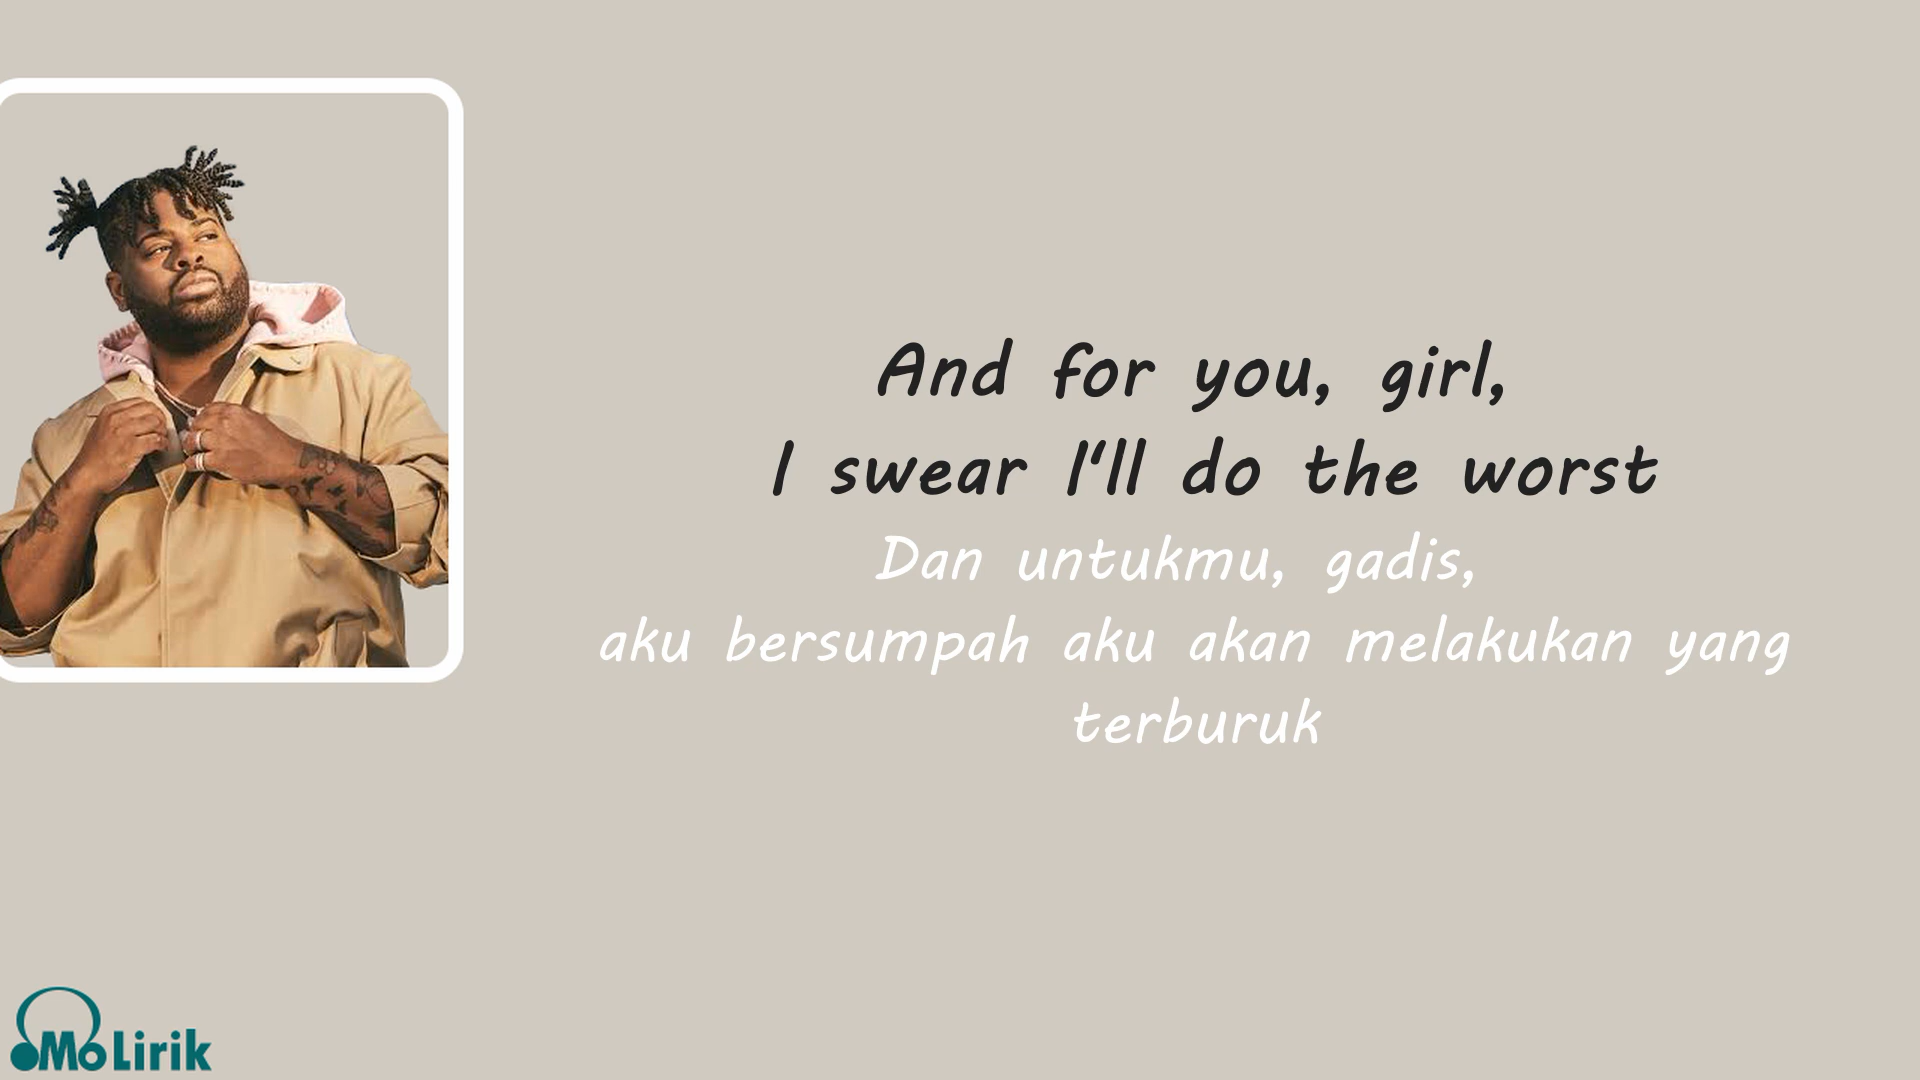 And for you, girl,
I swear I'll do the worst
Dan untukmu, gadis,
aku bersumpah aku akan melakukan yang
terburuk
MoLirik